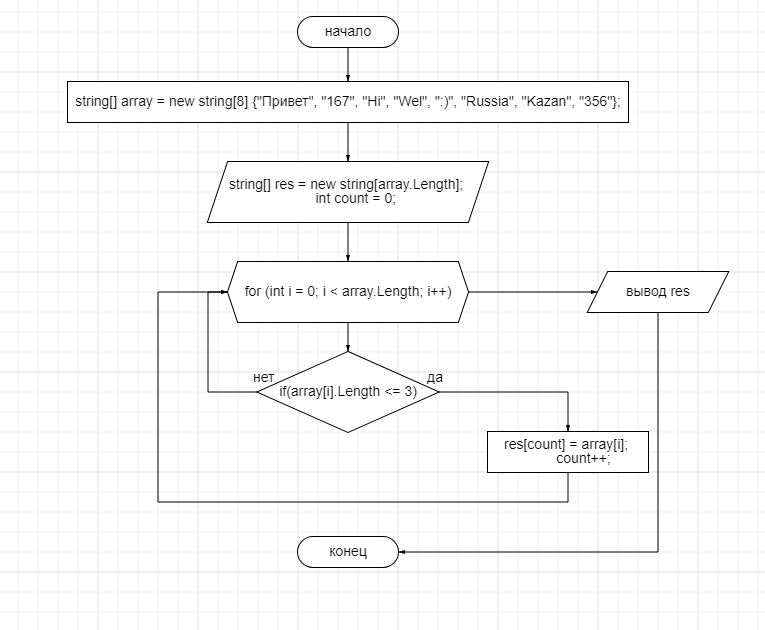 начало
string[] array = new string[8] {"Привет", "167", "Hi", "Wel", ":)", "Russia", "Kazan", "356"};
string[] res = new string[array.Length];
int count = 0;
for (int i = 0; i < array.Length; i++)
вывод res
нет
да
if(array[i].Length <= 3)
res[count] = array[i];
count++;
конец